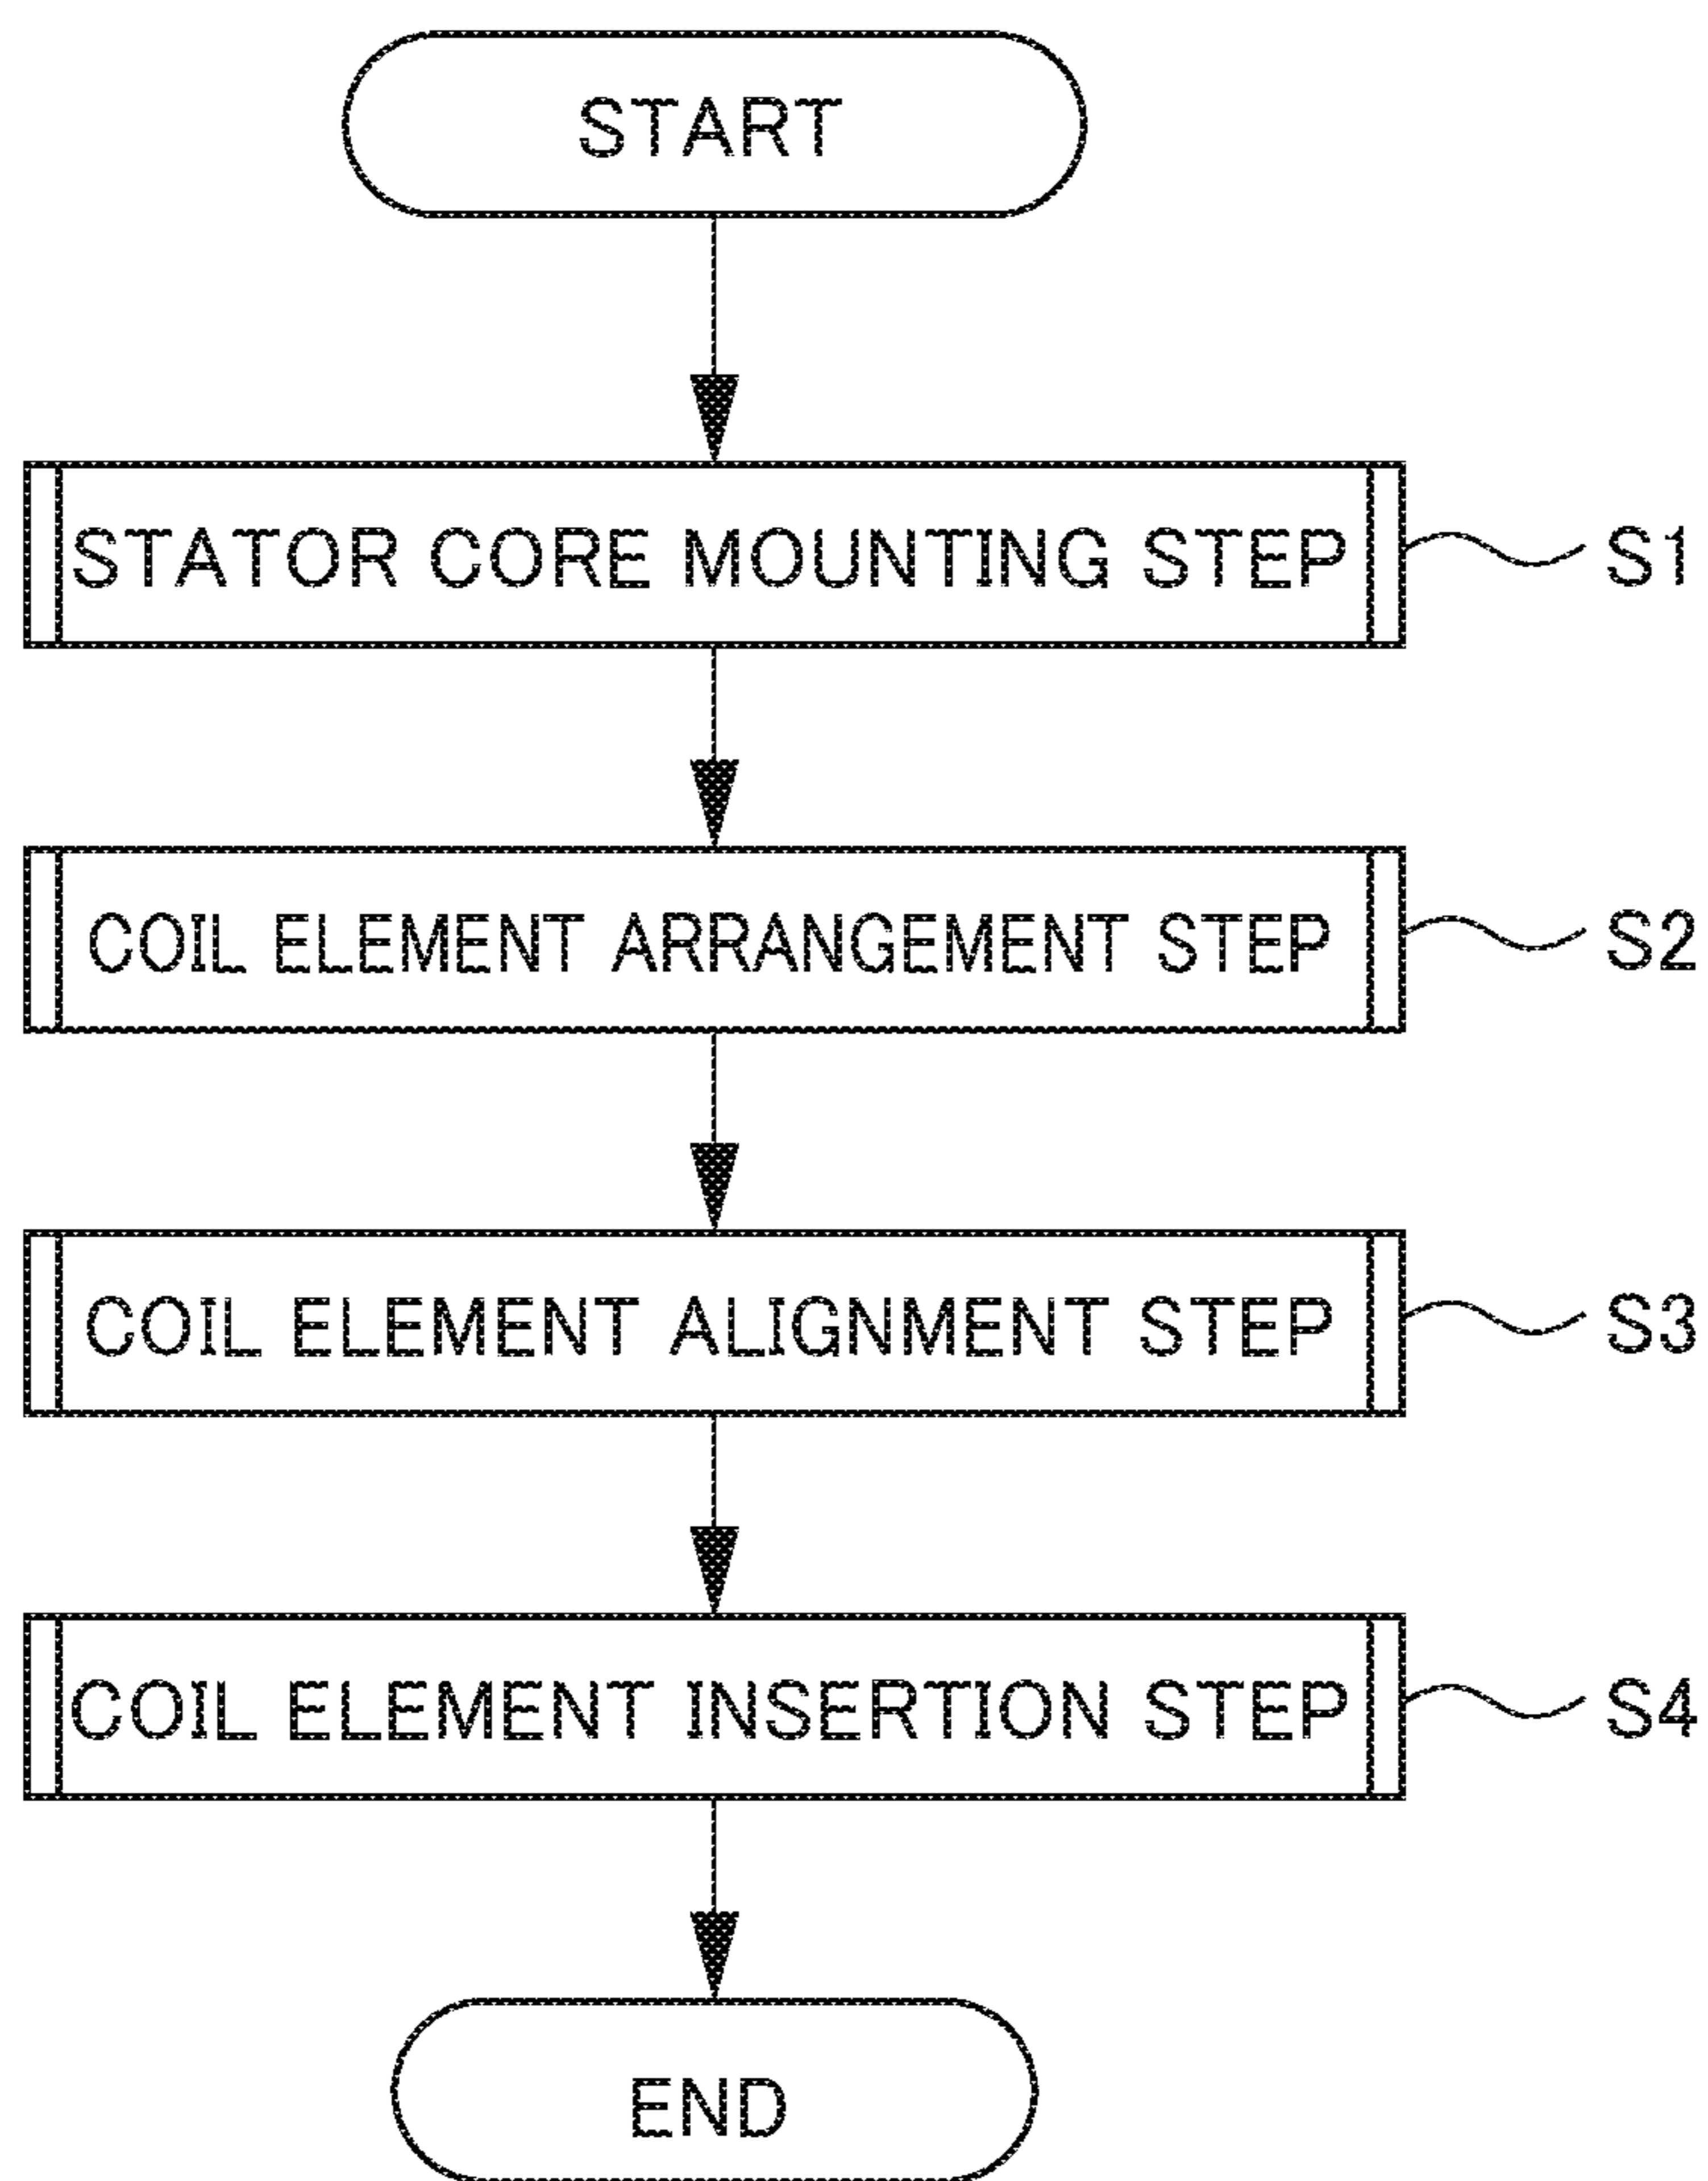 START
STATOR CORE MOUNTING STEP
S1
COIL ELEMENT ARRANGEMENT STEP
S2
COIL ELEMENT ALIGNMENT STEP
S3
COIL ELEMENT INSERTION STEP
S4
END